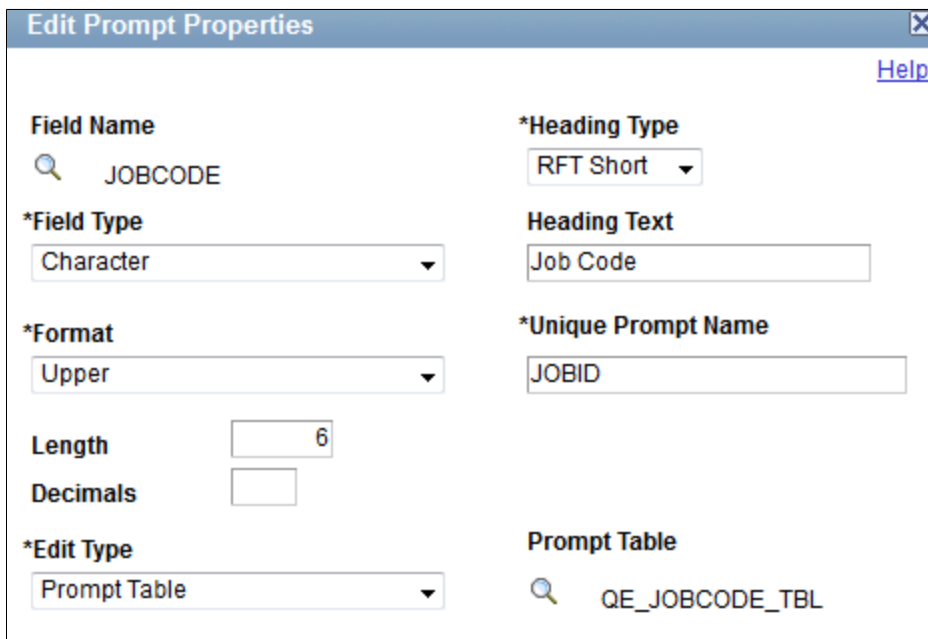 Edit Prompt Properties
Help
Field Name
*Heading Type
JOBCODE
RFT Short
*Field Type
Heading Text
Character
Job Code
*Format
*Unique Prompt Name
Upper
JOBID
Length
6
Decimals
*Edit Type
Prompt Table
Prompt Table
QE_JOBCODE_TBL